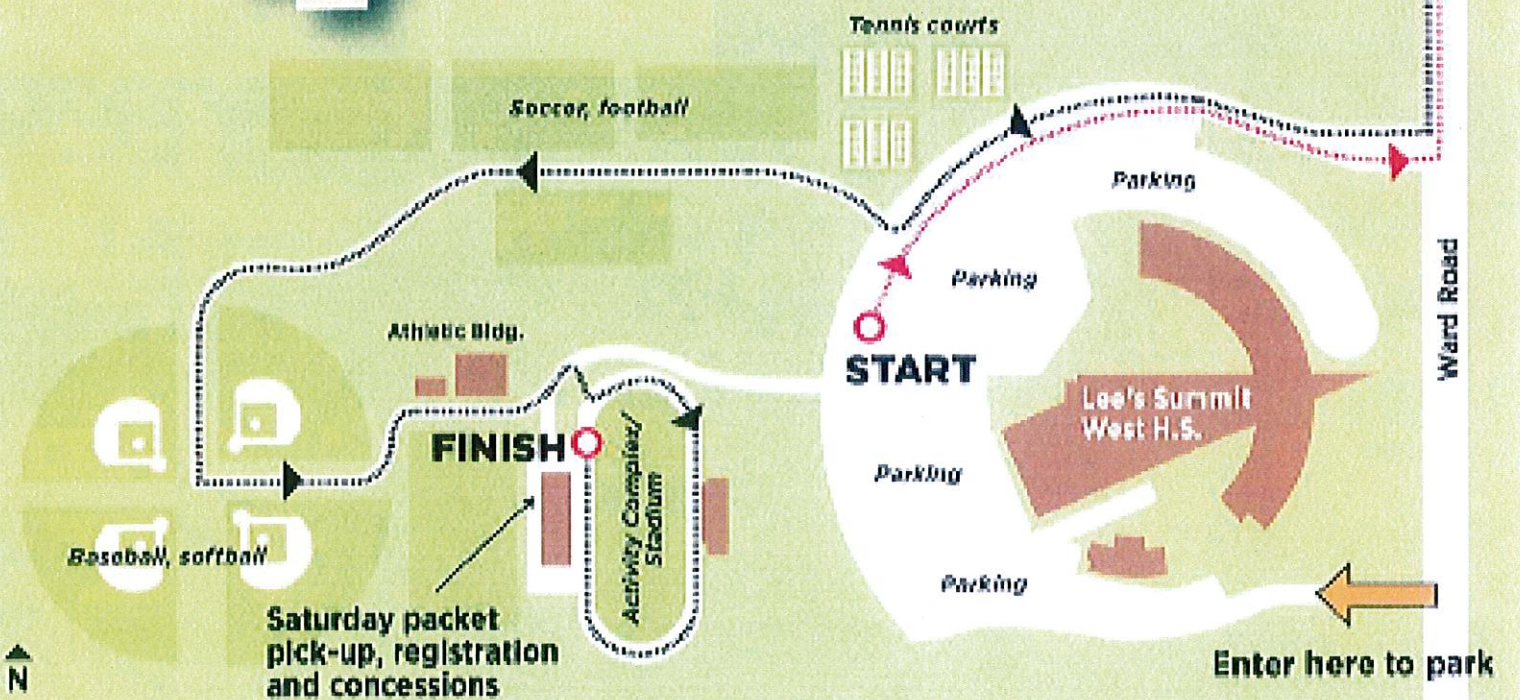 Tennis courts
Soccer, football
Parking
Parking
Ward Road
Athletic Bldg.
START
Lee's Summit
West H.S.
FINISH
Parking
Activity Complex/
Stadium
Baseball, softball
Parking
Saturday packet
pick-up, registration
and concessions
Enter here to park
N